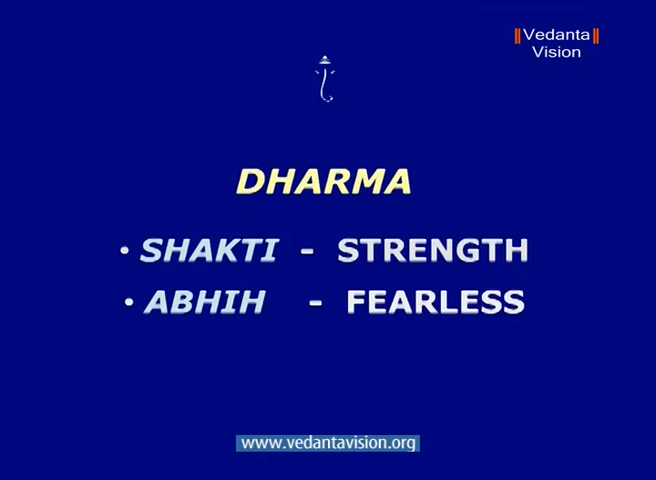 ||Vedanta||
Vision
DHARMA
• SHAKTI - STRENGTH
• ABHIH - FEARLESS
www.vedantavision.org